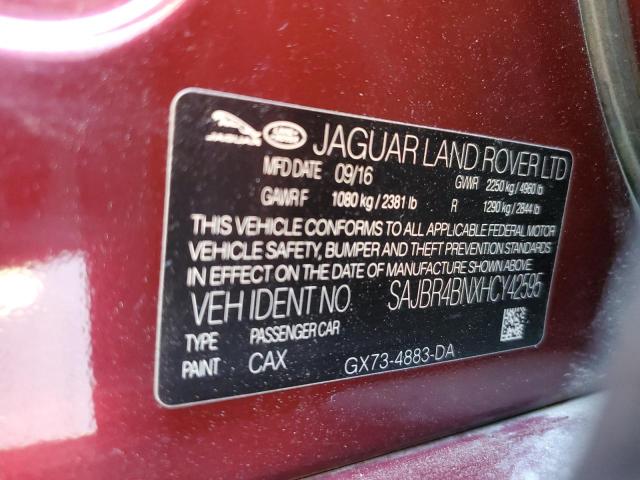 JAGUAR
JAGUAR LAND ROVER LTD
MFD DATE 09/16 GVWR 2250 kg / 4960 lb
GAWR F 1080 kg / 2381 lb R 1290 kg / 2844 lb
THIS VEHICLE CONFORMS TO ALL APPLICABLE FEDERAL MOTOR
VEHICLE SAFETY, BUMPER AND THEFT PREVENTION STANDARDS
IN EFFECT ON THE DATE OF MANUFACTURE SHOWN ABOVE.
VEH IDENT NO. SAJBR4BNXHCY42595
TYPE PASSENGER CAR
PAINT CAX GX73-4883-DA